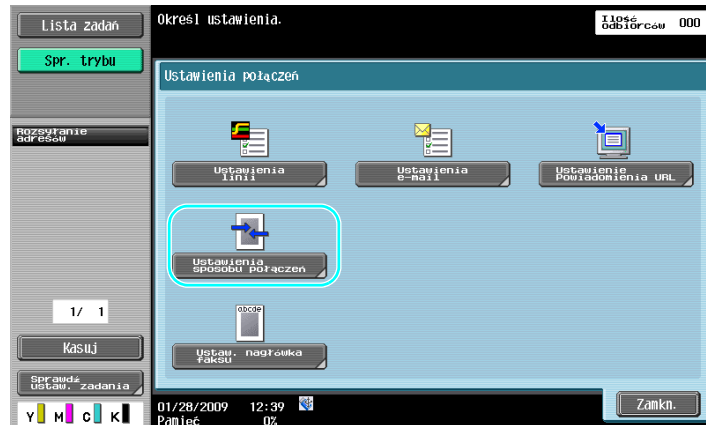 Lista zadań
Określ ustawienia.
Ilość
odbiorców 000
Spr. trybu
Ustawienia połączeń
Rozsyłanie
adresów
Ustawienia
linii
Ustawienia
e-mail
Ustawienie
Powiadomienia URL
Ustawienia
sposobu połączeń
abcde
Ustaw. nagłówka
faksu
1/ 1
Kasuj
Sprawdź
ustaw. zadania
Zamkn.
Y M C K
01/28/2009 12:39
Pamięć 0%